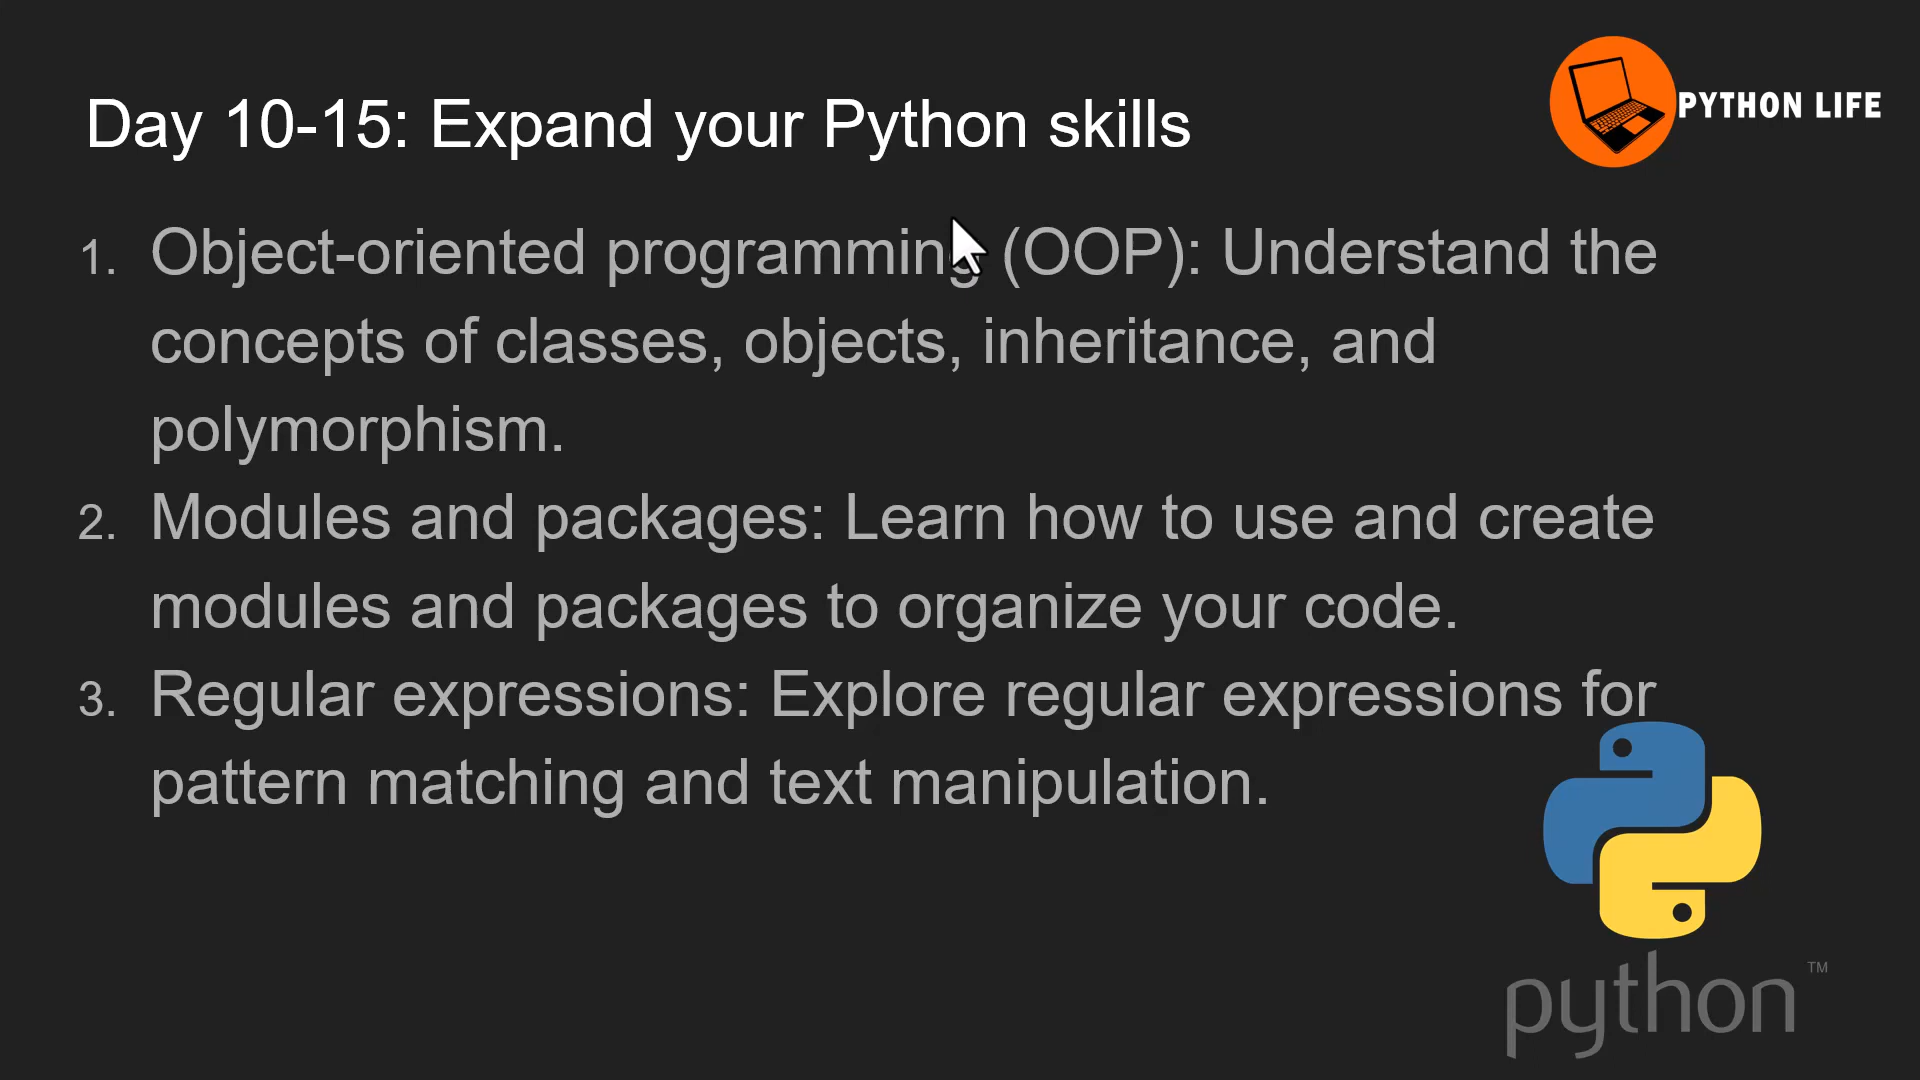 Day 10-15: Expand your Python skills
PYTHON LIFE
1. Object-oriented programming (OOP): Understand the
concepts of classes, objects, inheritance, and
polymorphism.
2. Modules and packages: Learn how to use and create
modules and packages to organize your code.
3. Regular expressions: Explore regular expressions for
pattern matching and text manipulation.
python™